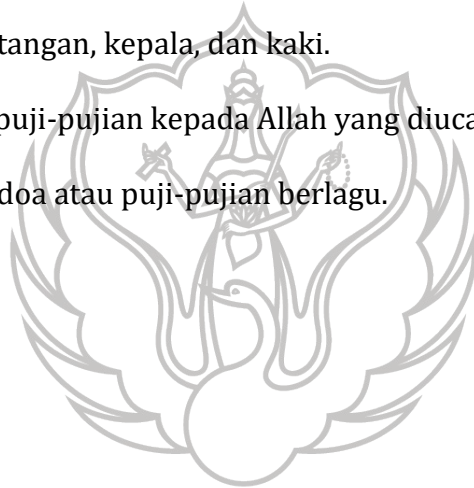 tangan, kepala, dan kaki.
puji-pujian kepada Allah yang diuca
doa atau puji-pujian berlagu.